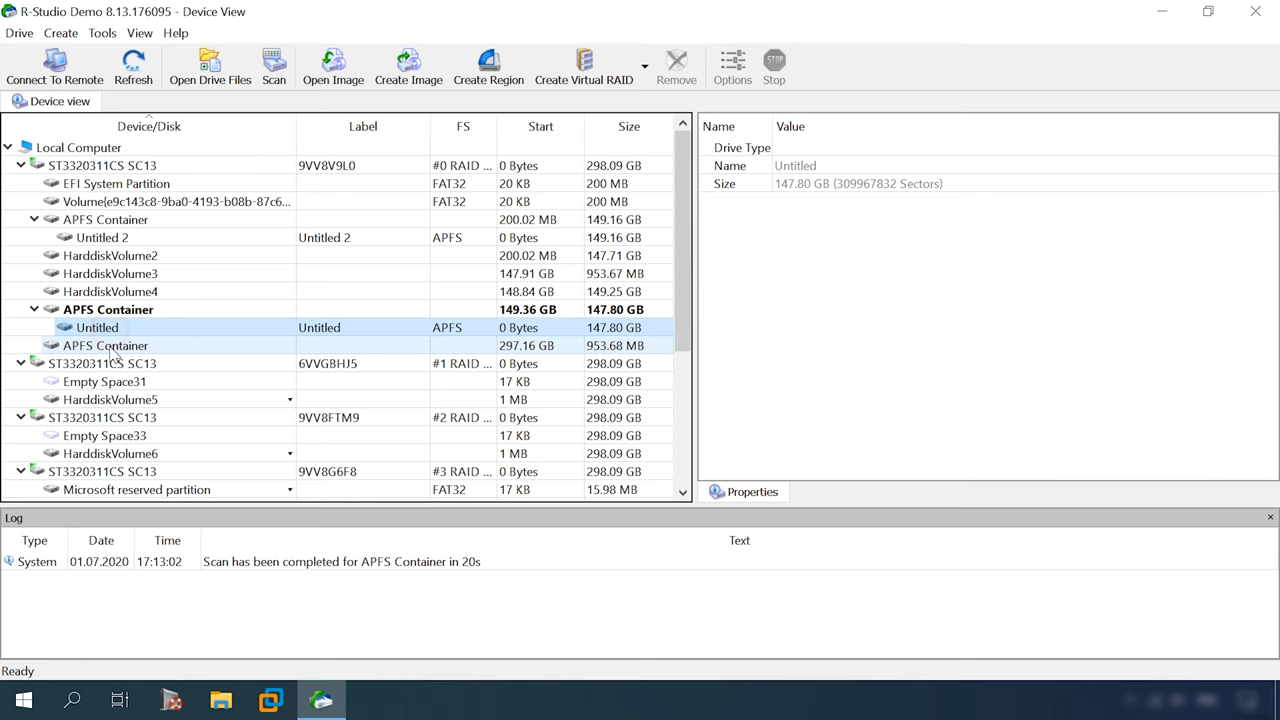 R-Studio Demo 8.13.176095 - Device View
Drive Create Tools View Help
Connect To Remote Refresh Open Drive Files Scan Open Image Create Image Create Region Create Virtual RAID Remove Options Stop
Device view
Device/Disk Label FS Start Size
Name Value
Local Computer
Drive Type
ST3320311CS SC13 9VV8V9L0 #0 RAID ... 0 Bytes 298.09 GB
Name Untitled
EFI System Partition FAT32 20 KB 200 MB
Size 147.80 GB (309967832 Sectors)
Volume(e9c143c8-9ba0-4193-b08b-87c6... FAT32 20 KB 200 MB
APFS Container 200.02 MB 149.16 GB
Untitled 2 Untitled 2 APFS 0 Bytes 149.16 GB
HarddiskVolume2 200.02 MB 147.71 GB
HarddiskVolume3 147.91 GB 953.67 MB
HarddiskVolume4 148.84 GB 149.25 GB
APFS Container 149.36 GB 147.80 GB
Untitled Untitled APFS 0 Bytes 147.80 GB
APFS Container 297.16 GB 953.68 MB
ST3320311CS SC13 6VVGBHJ5 #1 RAID ... 0 Bytes 298.09 GB
Empty Space31 17 KB 298.09 GB
HarddiskVolume5 1 MB 298.09 GB
ST3320311CS SC13 9VV8FTM9 #2 RAID ... 0 Bytes 298.09 GB
Empty Space33 17 KB 298.09 GB
HarddiskVolume6 1 MB 298.09 GB
ST3320311CS SC13 9VV8G6F8 #3 RAID ... 0 Bytes 298.09 GB
Microsoft reserved partition FAT32 17 KB 15.98 MB
Properties
Log
Type Date Time Text
System 01.07.2020 17:13:02 Scan has been completed for APFS Container in 20s
Ready